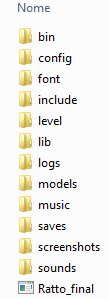 Nome
bin
config
font
include
level
lib
logs
models
music
saves
screenshots
sounds
Ratto_final